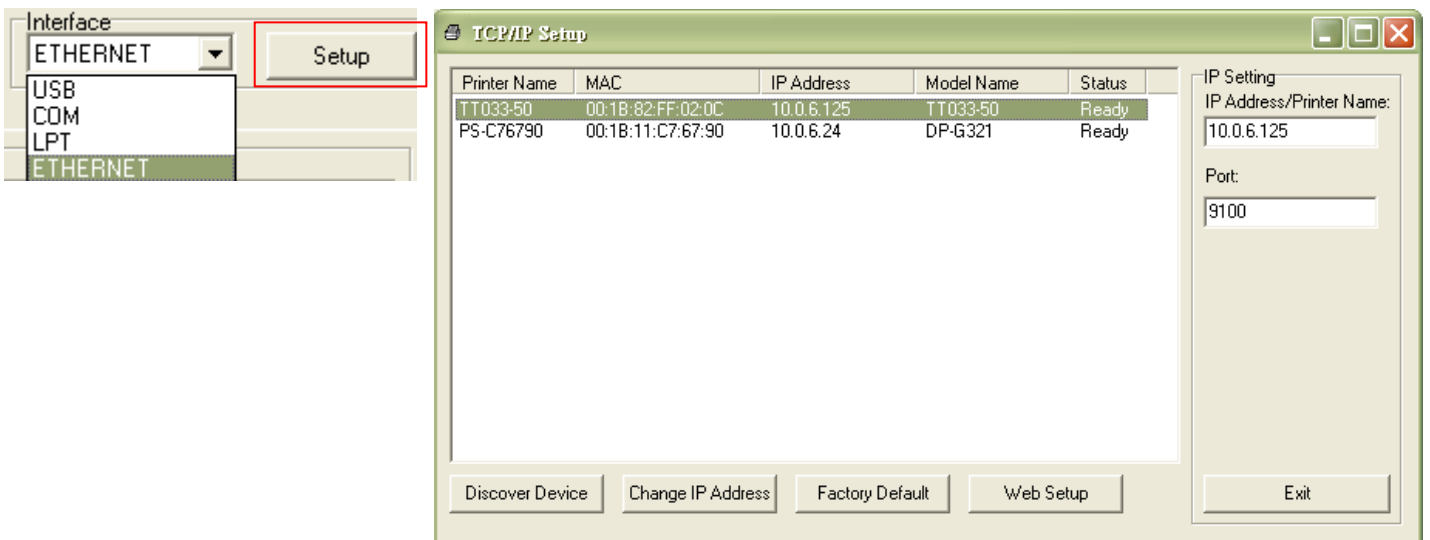 Interface
ETHERNET
Setup
USB
COM
LPT
ETHERNET
TCP/IP Setup
Printer Name MAC IP Address Model Name Status
TT033-50 00:1B:82:FF:02:0C 10.0.6.125 TT033-50 Ready
PS-C76790 00:1B:11:C7:67:90 10.0.6.24 DP-G321 Ready
IP Setting
IP Address/Printer Name:
10.0.6.125
Port:
9100
Discover Device Change IP Address Factory Default Web Setup Exit